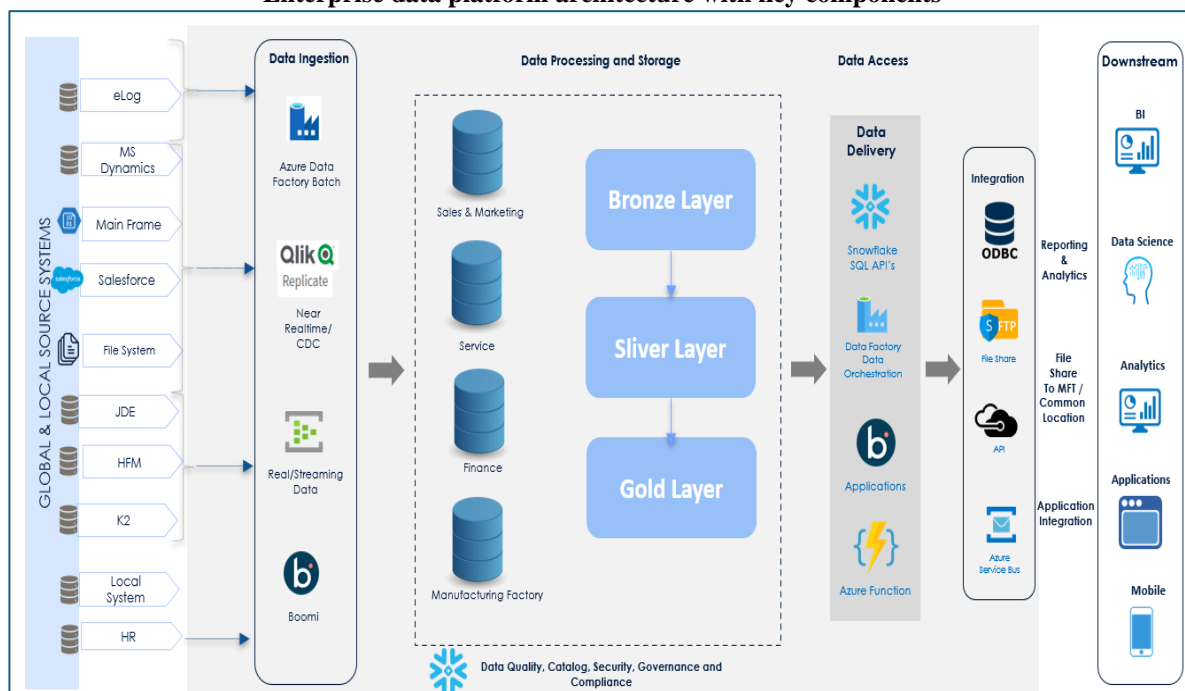 Enterprise data platform architecture with key components
GLOBAL & LOCAL SOURCE SYSTEMS
eLog
MS
Dynamics
Main Frame
salesforce
Salesforce
File System
JDE
HFM
K2
Local
System
HR
Data Ingestion
Azure Data
Factory Batch
Qlik
Replicate
Near
Realtime/
CDC
Real/Streaming
Data
b
Boomi
Data Processing and Storage
Sales & Marketing
Service
Finance
Manufacturing Factory
Bronze Layer
Sliver Layer
Gold Layer
Data Quality, Catalog, Security, Governance and
Compliance
Data Access
Data
Delivery
Snowflake
SQL API's
Data Factory
Data
Orchestration
b
Applications
Azure Function
Integration
ODBC
S FTP
File Share
API
Azure
Service Bus
Reporting
&
Analytics
File
Share
To MFT /
Common
Location
Application
Integration
Downstream
BI
Data Science
Analytics
Applications
Mobile